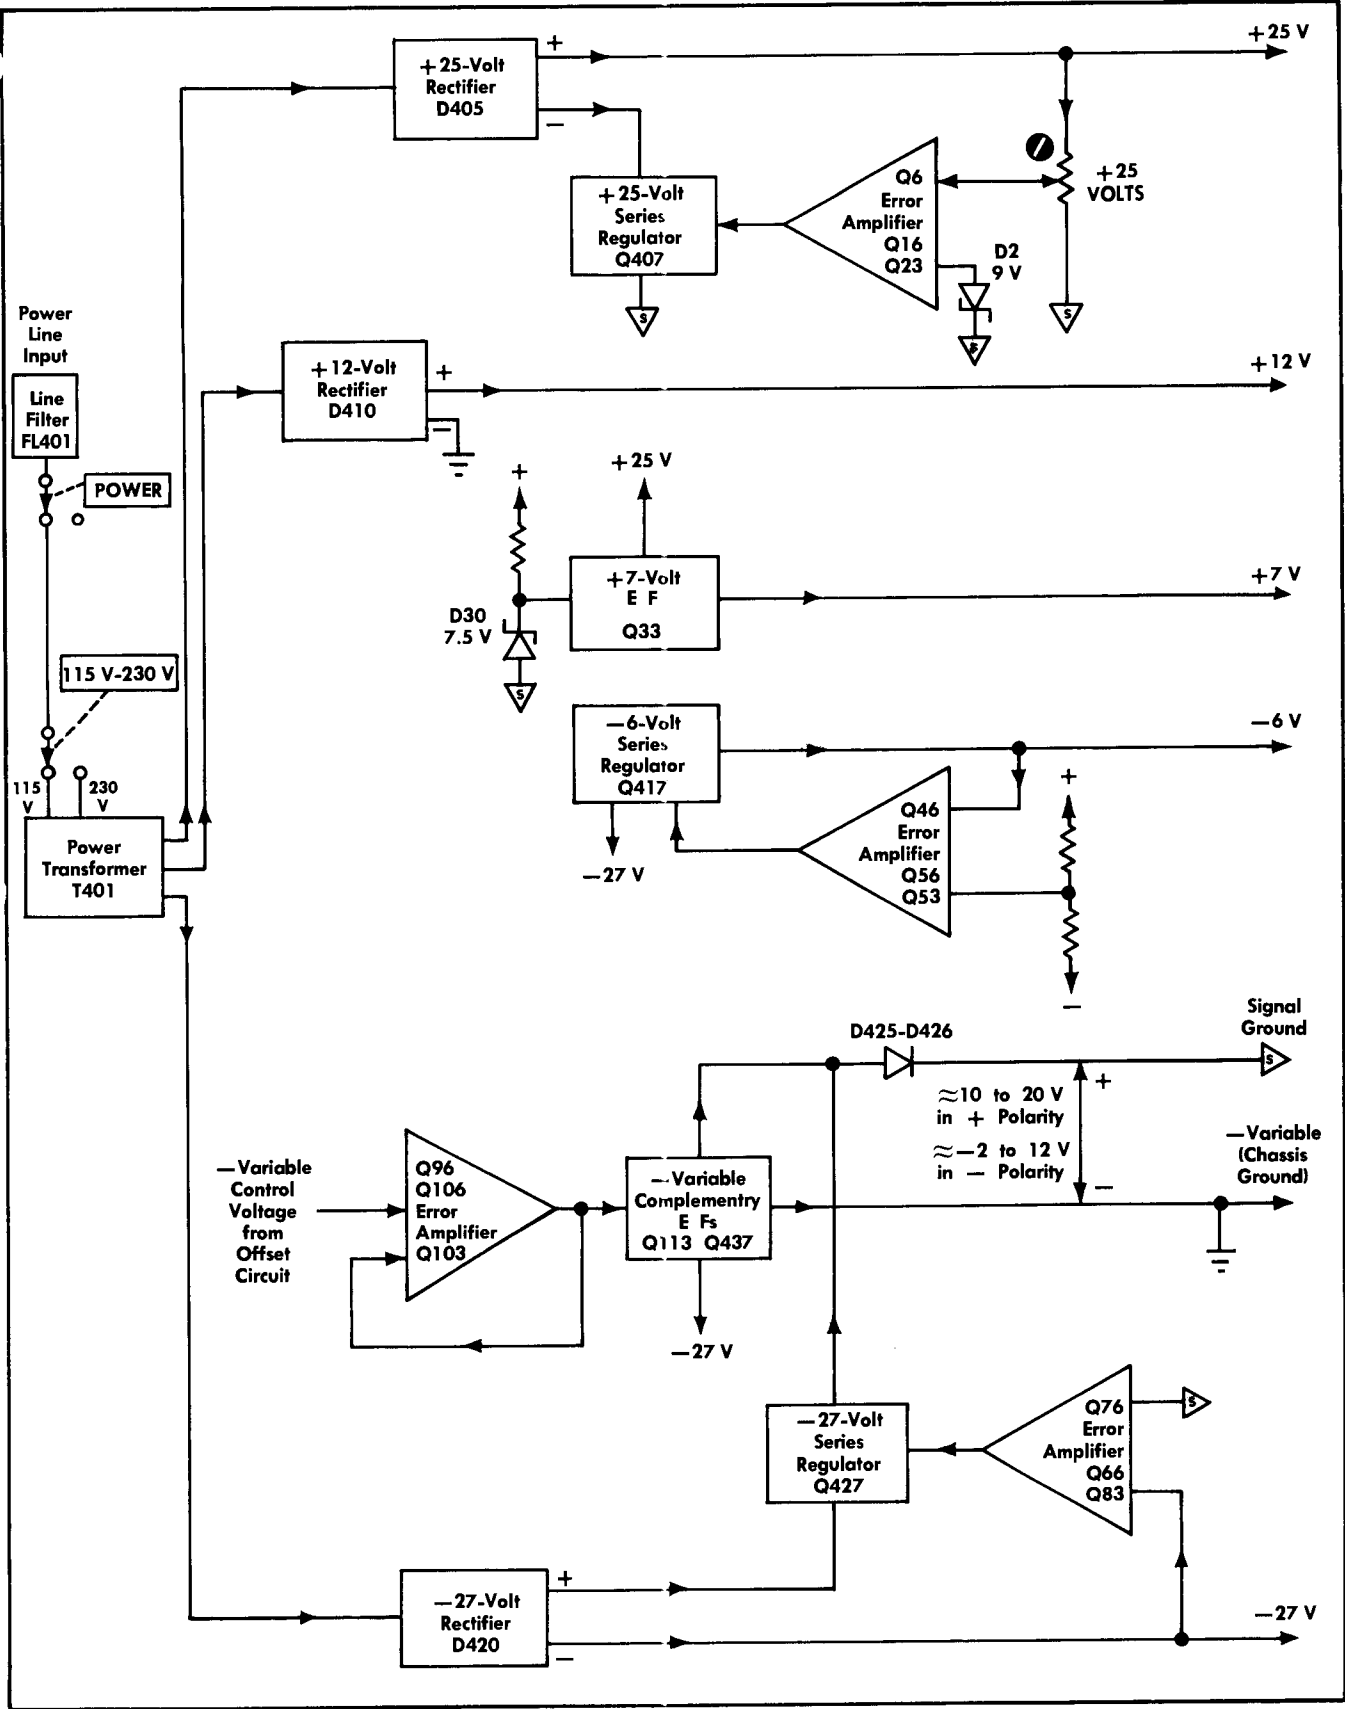 +25 V
+25-Volt
Rectifier
D405
+
−
+25-Volt
Series
Regulator
Q407
S
Q6
Error
Amplifier
Q16
Q23
D2
9 V
S
+25
VOLTS
S
Power
Line
Input
Line
Filter
FL401
POWER
+12-Volt
Rectifier
D410
+
−
+12 V
+
+25 V
+7-Volt
E F
Q33
+7 V
D30
7.5 V
S
115 V-230 V
115
V
230
V
Power
Transformer
T401
−6-Volt
Series
Regulator
Q417
−6 V
−27 V
Q46
Error
Amplifier
Q56
Q53
+
−
Signal
Ground
S
D425-D426
≈10 to 20 V
in + Polarity
≈−2 to 12 V
in − Polarity
+
−
−Variable
(Chassis
Ground)
−Variable
Control
Voltage
from
Offset
Circuit
Q96
Q106
Error
Amplifier
Q103
−Variable
Complementry
E Fs
Q113 Q437
−27 V
−27-Volt
Series
Regulator
Q427
Q76
Error
Amplifier
Q66
Q83
S
−27-Volt
Rectifier
D420
+
−
−27 V